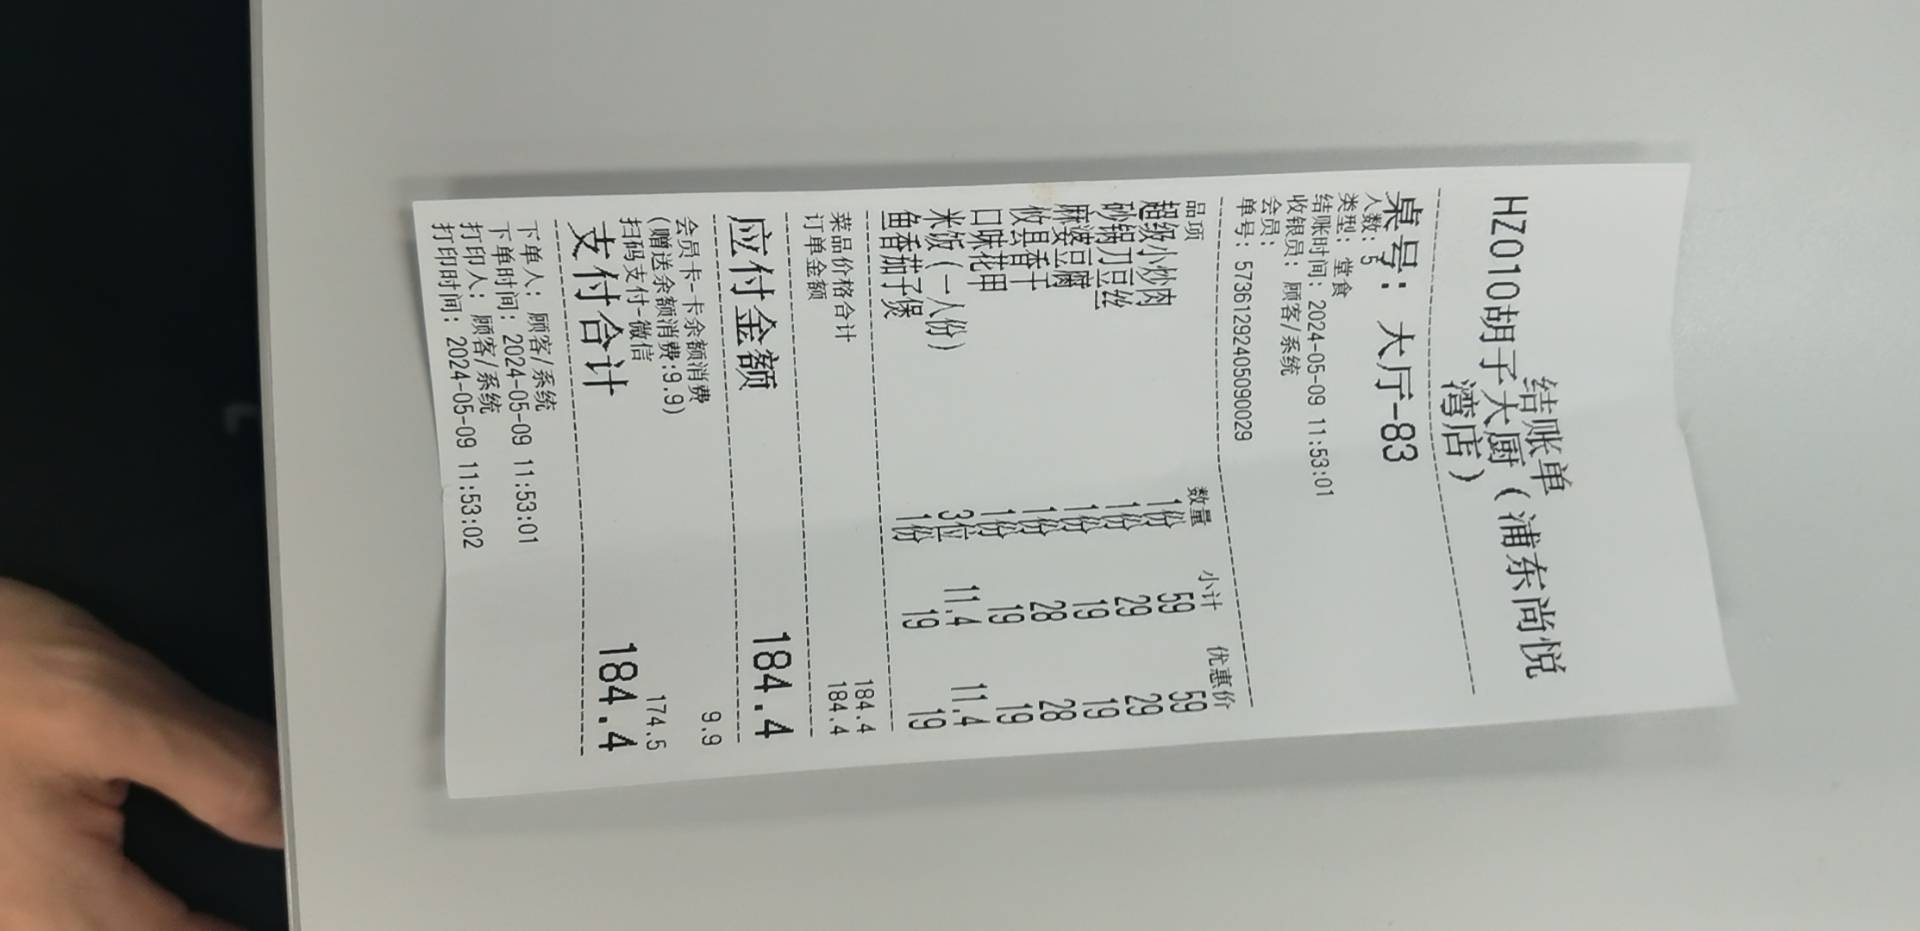 结账单
HZ010胡子大厨(浦东尚悦
湾店)
桌号: 大厅-83
人数: 5
类型: 堂食
结账时间: 2024-05-09 11:53:01
收银员: 顾客/系统
会员:
单号: 57361292405090029
品项 数量 小计 优惠价
超级小炒肉 1份 59 59
砂锅刀豆丝 1份 29 29
麻婆豆腐 1份 19 19
攸县香干 1份 28 28
口味花甲 1份 19 19
米饭(一人份) 3位 11.4 11.4
鱼香茄子煲 1份 19 19
菜品价格合计 184.4
订单金额 184.4
应付金额 184.4
会员卡-卡余额消费 9.9
(赠送余额消费:9.9)
扫码支付-微信 174.5
支付合计 184.4
下单人: 顾客/系统
下单时间: 2024-05-09 11:53:01
打印人: 顾客/系统
打印时间: 2024-05-09 11:53:02